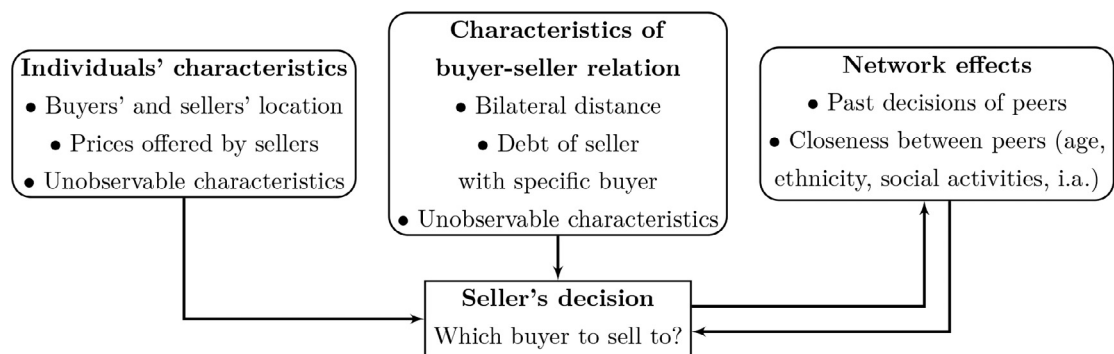 Individuals' characteristics
● Buyers' and sellers' location
● Prices offered by sellers
● Unobservable characteristics
Characteristics of
buyer-seller relation
● Bilateral distance
● Debt of seller
with specific buyer
● Unobservable characteristics
Network effects
● Past decisions of peers
● Closeness between peers (age,
ethnicity, social activities, i.a.)
Seller's decision
Which buyer to sell to?